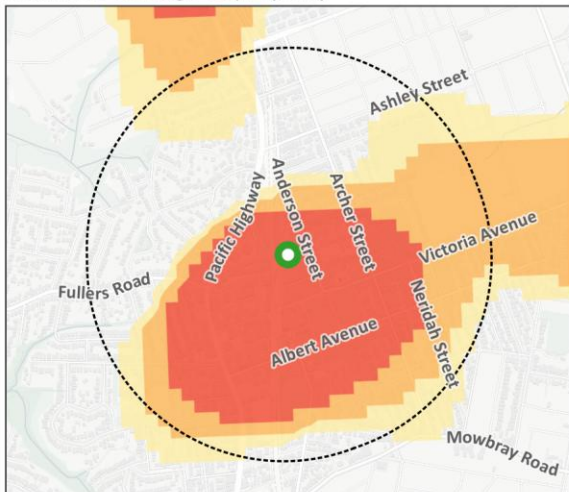 Ashley Street
Pacific Highway
Anderson Street
Archer Street
Victoria Avenue
Fullers Road
Neridah Street
Albert Avenue
Mowbray Road